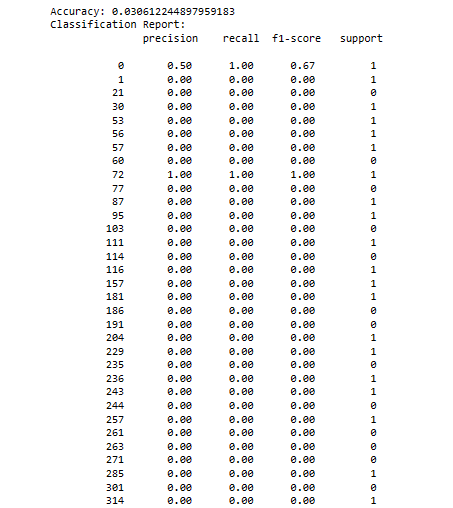 Accuracy: 0.030612244897959183
Classification Report:
precision recall f1-score support
0 0.50 1.00 0.67 1
1 0.00 0.00 0.00 1
21 0.00 0.00 0.00 0
30 0.00 0.00 0.00 1
53 0.00 0.00 0.00 1
56 0.00 0.00 0.00 1
57 0.00 0.00 0.00 1
60 0.00 0.00 0.00 0
72 1.00 1.00 1.00 1
77 0.00 0.00 0.00 0
87 0.00 0.00 0.00 1
95 0.00 0.00 0.00 1
103 0.00 0.00 0.00 0
111 0.00 0.00 0.00 1
114 0.00 0.00 0.00 0
116 0.00 0.00 0.00 1
157 0.00 0.00 0.00 1
181 0.00 0.00 0.00 1
186 0.00 0.00 0.00 0
191 0.00 0.00 0.00 0
204 0.00 0.00 0.00 1
229 0.00 0.00 0.00 1
235 0.00 0.00 0.00 0
236 0.00 0.00 0.00 1
243 0.00 0.00 0.00 1
244 0.00 0.00 0.00 0
257 0.00 0.00 0.00 1
261 0.00 0.00 0.00 0
263 0.00 0.00 0.00 0
271 0.00 0.00 0.00 0
285 0.00 0.00 0.00 1
301 0.00 0.00 0.00 0
314 0.00 0.00 0.00 1